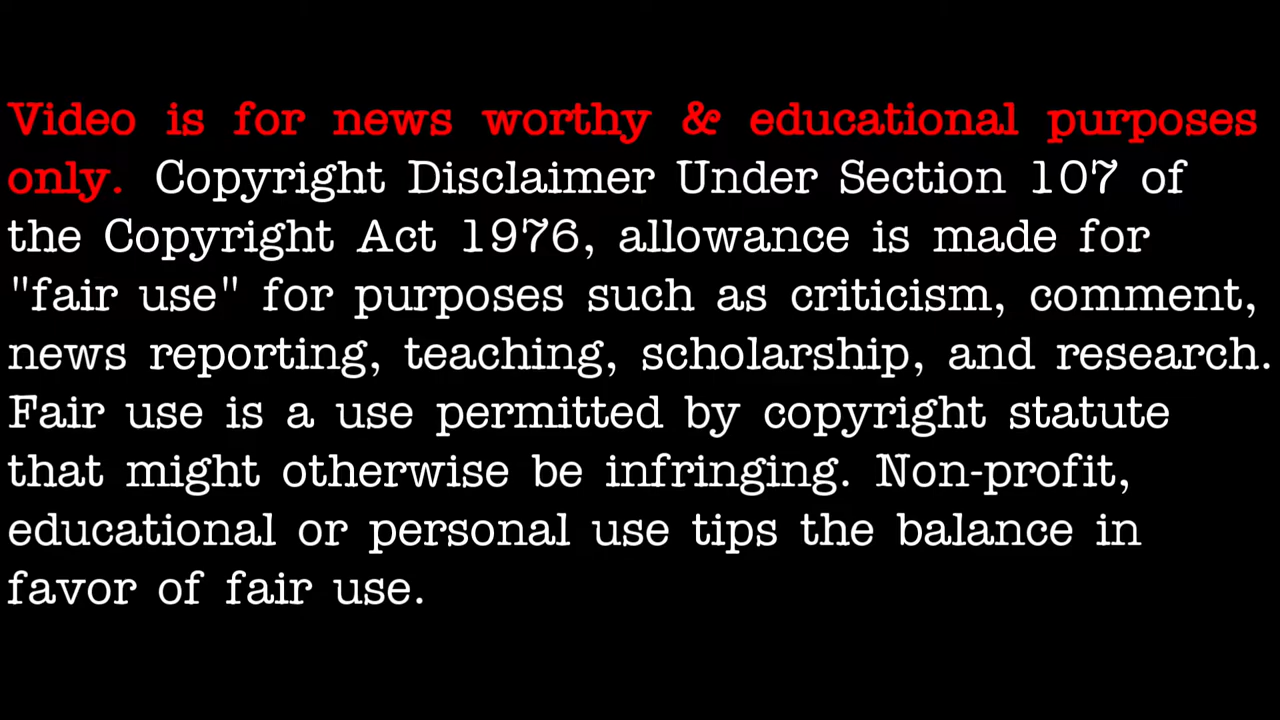 Video is for news worthy & educational purposes
only. Copyright Disclaimer Under Section 107 of
the Copyright Act 1976, allowance is made for
"fair use" for purposes such as criticism, comment,
news reporting, teaching, scholarship, and research.
Fair use is a use permitted by copyright statute
that might otherwise be infringing. Non-profit,
educational or personal use tips the balance in
favor of fair use.